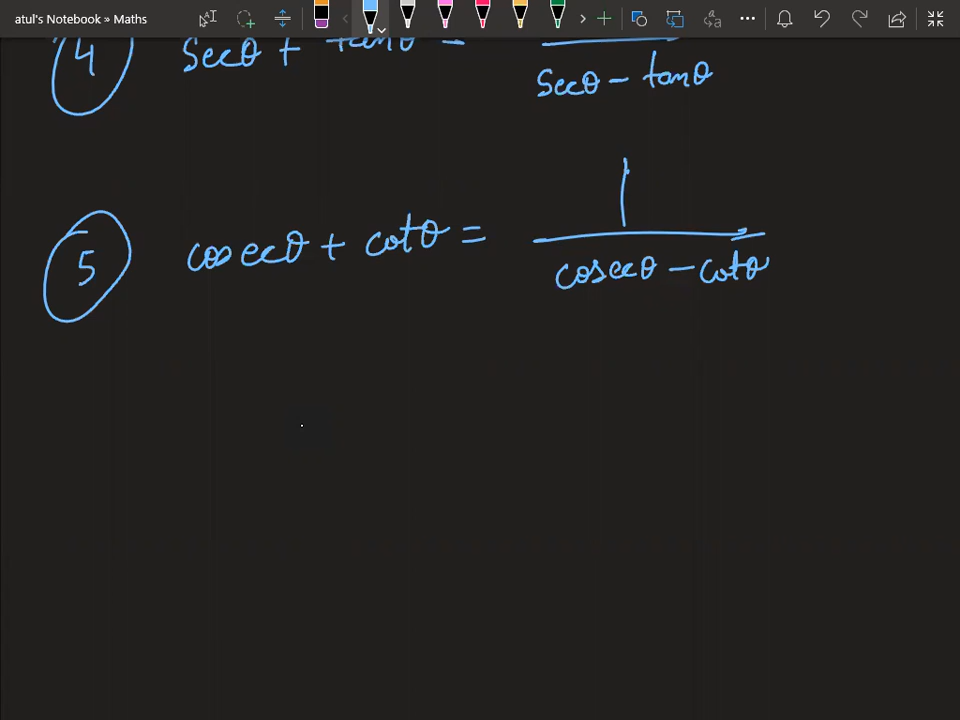 atul's Notebook » Maths
④ Secθ + tanθ =
Secθ - tanθ
1
⑤ cosecθ + cotθ =
cosecθ - cotθ